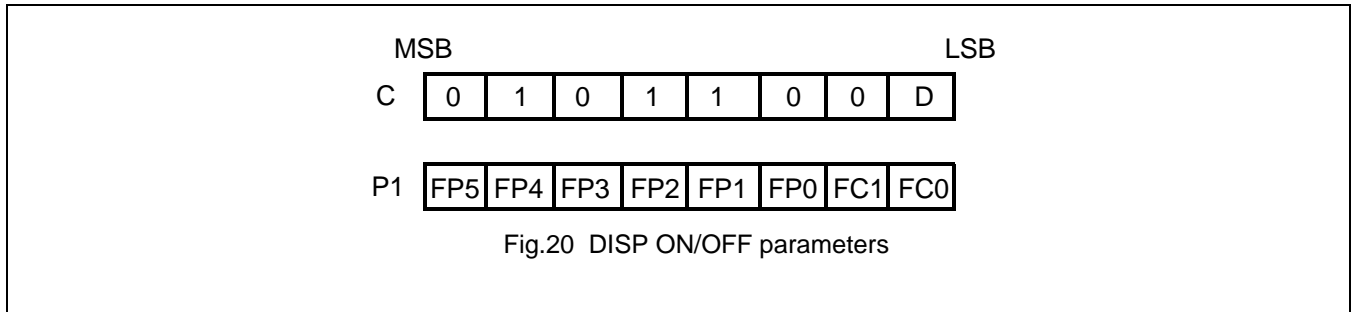 MSB LSB
C 0 1 0 1 1 0 0 D
P1 FP5 FP4 FP3 FP2 FP1 FP0 FC1 FC0
Fig.20 DISP ON/OFF parameters